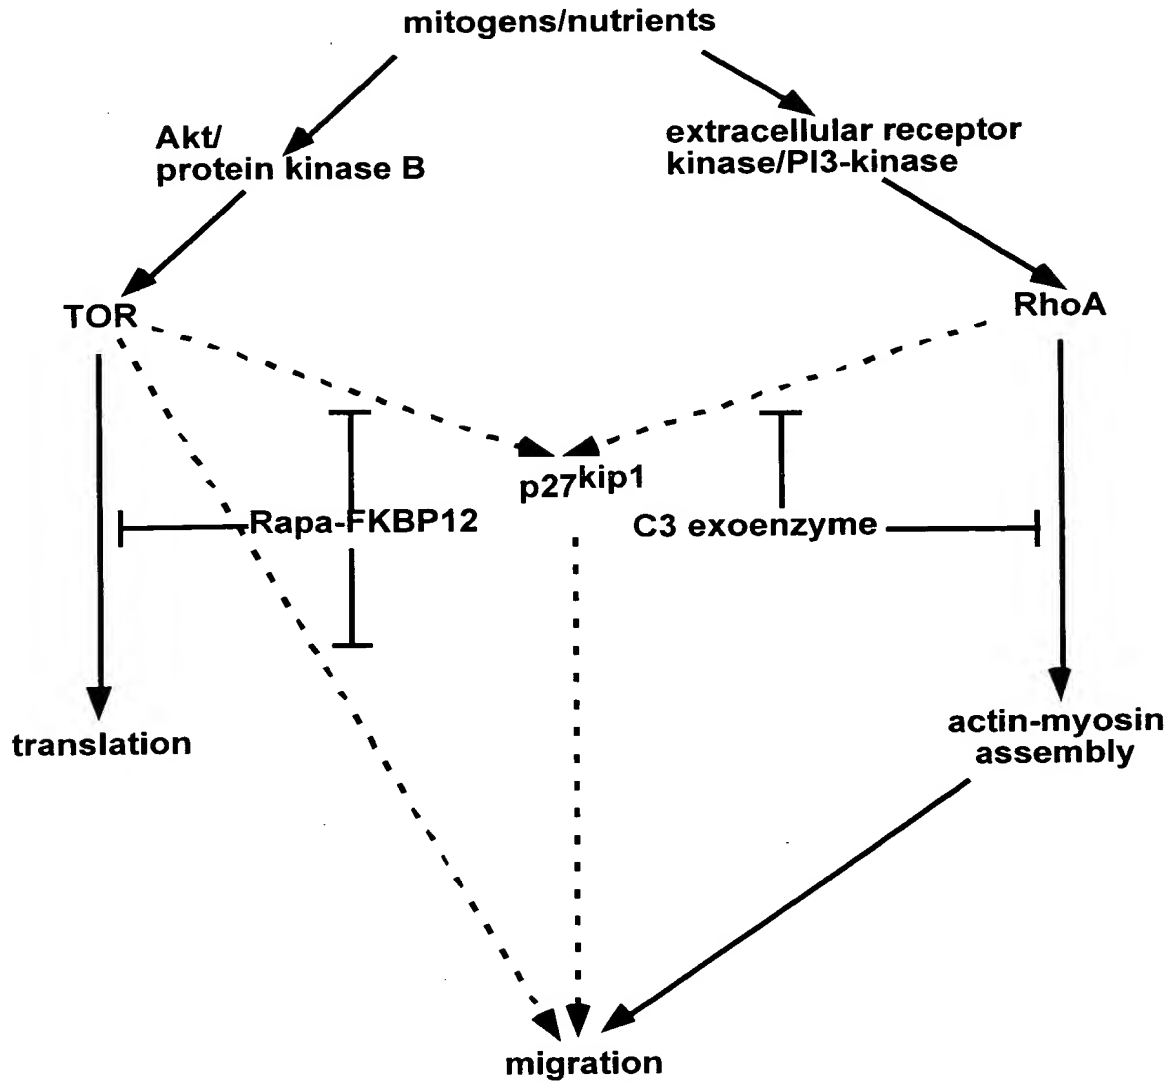 mitogens/nutrients
Akt/
protein kinase B
extracellular receptor
kinase/PI3-kinase
TOR
RhoA
p27kip1
Rapa-FKBP12
C3 exoenzyme
translation
actin-myosin
assembly
migration